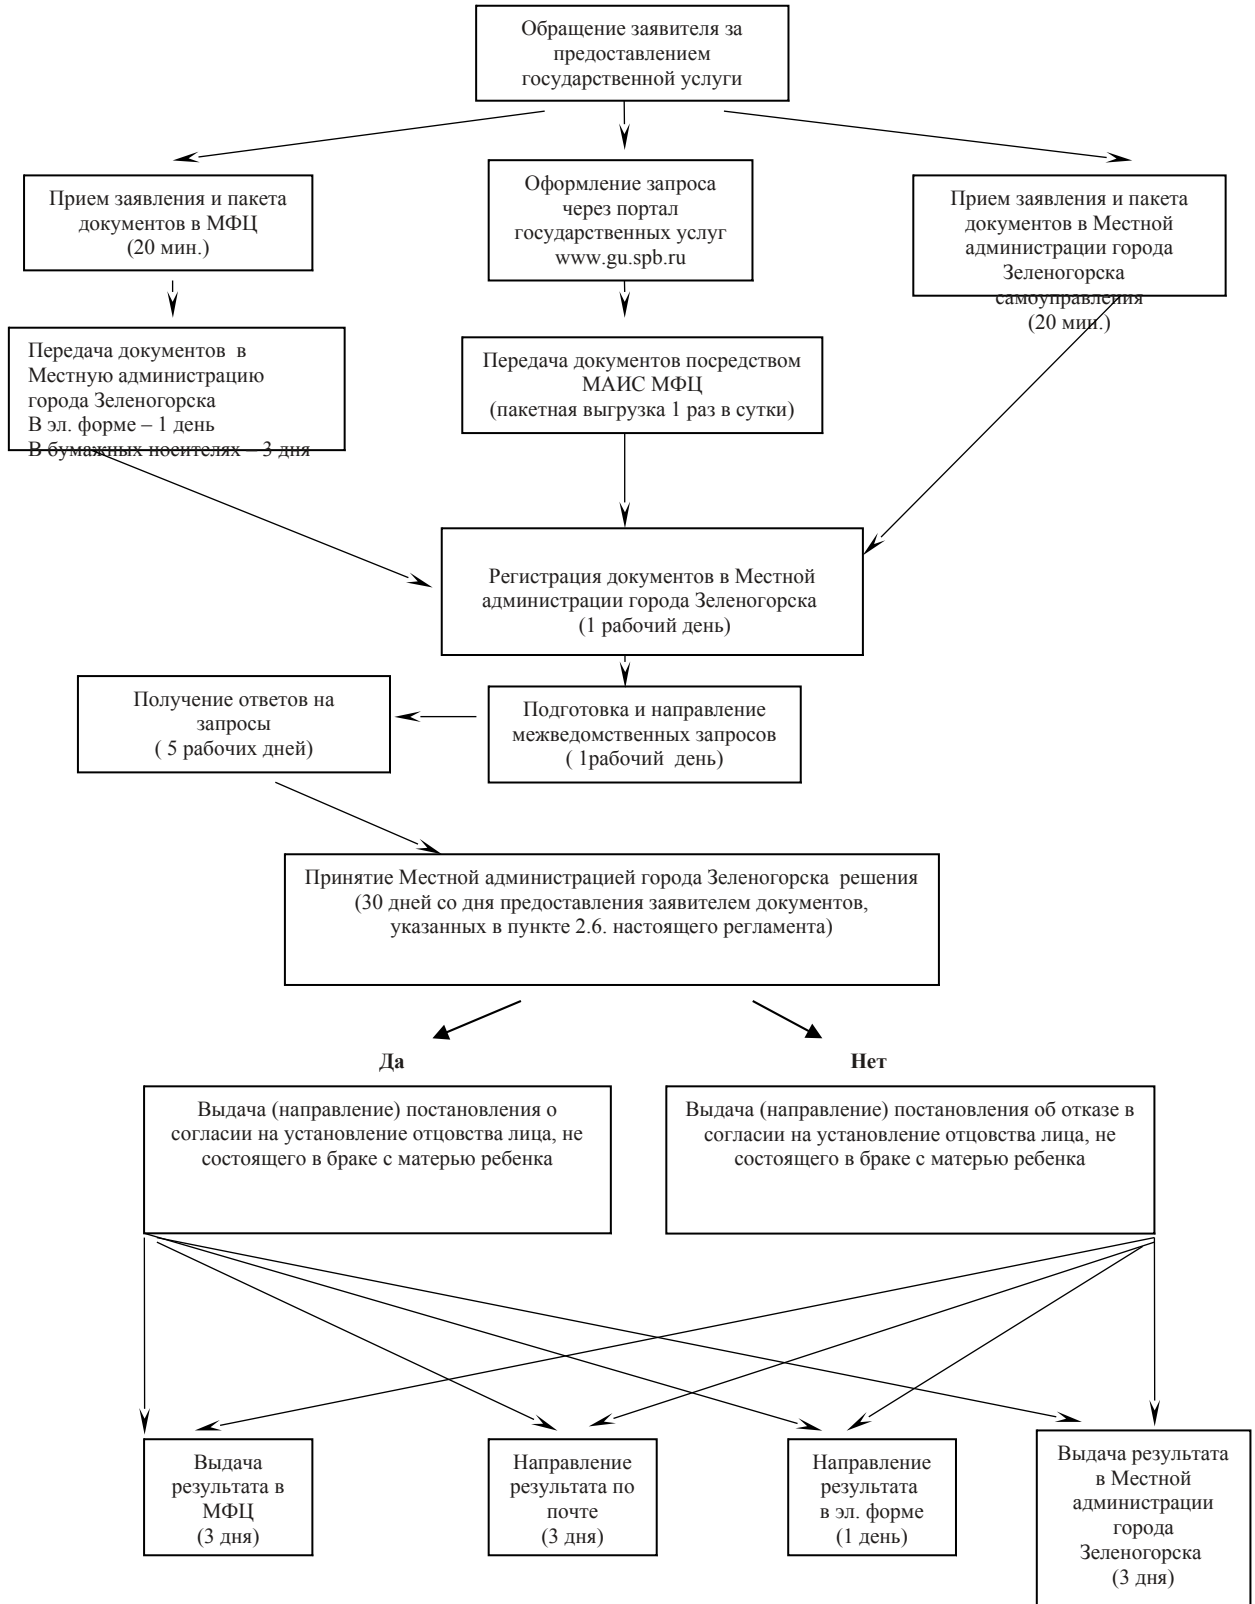 Обращение заявителя за
предоставлением
государственной услуги
Прием заявления и пакета
документов в МФЦ
(20 мин.)
Оформление запроса
через портал
государственных услуг
www.gu.spb.ru
Прием заявления и пакета
документов в Местной
администрации города
Зеленогорска
самоуправления
(20 мин.)
Передача документов в
Местную администрацию
города Зеленогорска
В эл. форме – 1 день
В бумажных носителях – 3 дня
Передача документов посредством
МАИС МФЦ
(пакетная выгрузка 1 раз в сутки)
Регистрация документов в Местной
администрации города Зеленогорска
(1 рабочий день)
Получение ответов на
запросы
( 5 рабочих дней)
Подготовка и направление
межведомственных запросов
( 1рабочий день)
Принятие Местной администрацией города Зеленогорска решения
(30 дней со дня предоставления заявителем документов,
указанных в пункте 2.6. настоящего регламента)
Да
Нет
Выдача (направление) постановления о
согласии на установление отцовства лица, не
состоящего в браке с матерью ребенка
Выдача (направление) постановления об отказе в
согласии на установление отцовства лица, не
состоящего в браке с матерью ребенка
Выдача
результата в
МФЦ
(3 дня)
Направление
результата по
почте
(3 дня)
Направление
результата
в эл. форме
(1 день)
Выдача результата
в Местной
администрации
города
Зеленогорска
(3 дня)